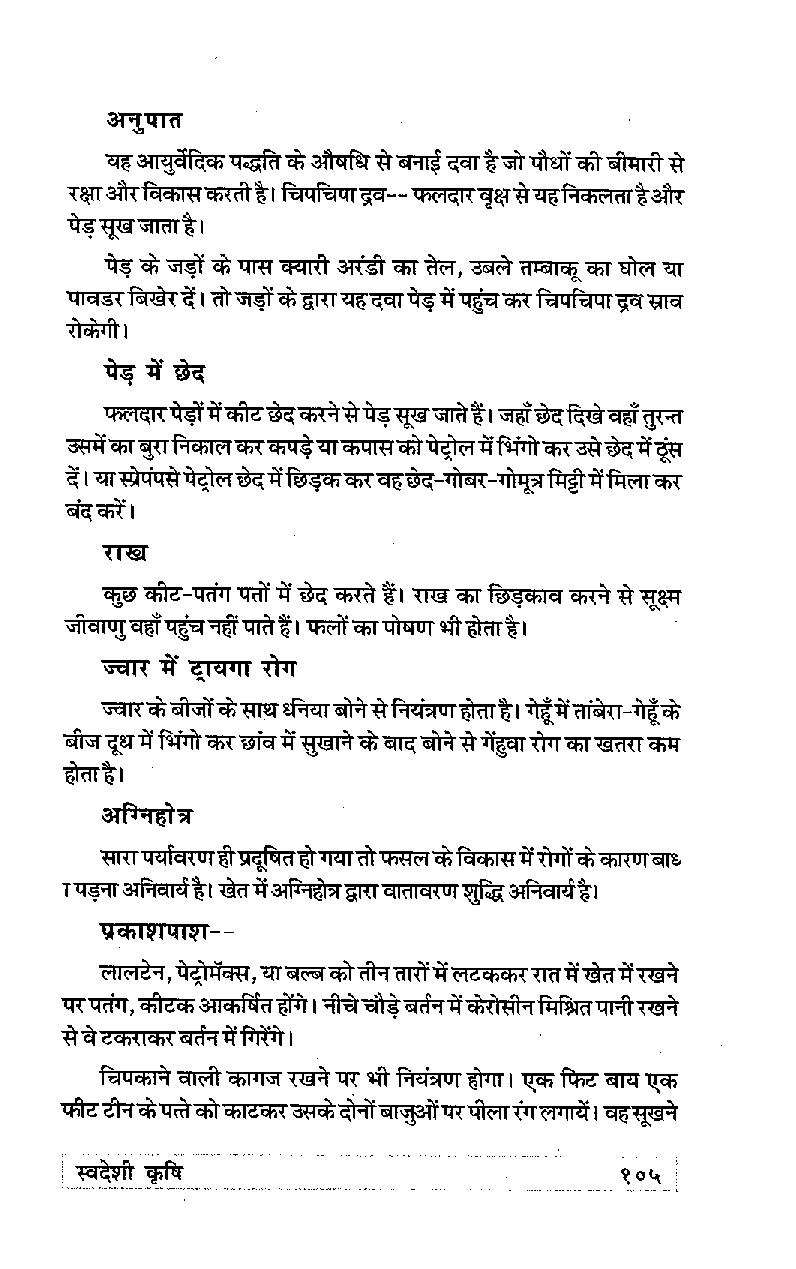 अनुपात
यह आयुर्वेदिक पद्धति के औषधि से बनाई दवा है जो पौधों की बीमारी से
रक्षा और विकास करती है। चिपचिपा द्रव-- फलदार वृक्ष से यह निकलता है और
पेड़ सूख जाता है।
पेड़ के जड़ों के पास क्यारी अरंडी का तेल, उबले तम्बाकू का घोल या
पावडर बिखेर दें। तो जड़ों के द्वारा यह दवा पेड़ में पहुंच कर चिपचिपा द्रव स्राव
रोकेगी।
पेड़ में छेद
फलदार पेड़ों में कीट छेद करने से पेड़ सूख जाते हैं। जहाँ छेद दिखे वहाँ तुरन्त
उसमें का बुरा निकाल कर कपड़े या कपास को पेट्रोल में भिंगो कर उसे छेद में ठूंस
दें। या स्प्रेपंपसे पेट्रोल छेद में छिड़क कर वह छेद-गोबर-गोमूत्र मिट्टी में मिला कर
बंद करें।
राख
कुछ कीट-पतंग पतों में छेद करते हैं। राख का छिड़काव करने से सूक्ष्म
जीवाणु वहाँ पहुंच नहीं पाते हैं। फलों का पोषण भी होता है।
ज्वार में ट्रायगा रोग
ज्वार के बीजों के साथ धनिया बोने से नियंत्रण होता है। गेहूँ में तांबेरा-गेहूँ के
बीज दूध में भिंगो कर छांव में सुखाने के बाद बोने से गेंहुवा रोग का खतरा कम
होता है।
अग्निहोत्र
सारा पर्यावरण ही प्रदूषित हो गया तो फसल के विकास में रोगों के कारण बाध
ा पड़ना अनिवार्य है। खेत में अग्निहोत्र द्वारा वातावरण शुद्धि अनिवार्य है।
प्रकाशपाश--
लालटेन, पेट्रोमॅक्स, या बल्ब को तीन तारों में लटककर रात में खेत में रखने
पर पतंग, कीटक आकर्षित होंगे। नीचे चौड़े बर्तन में केरोसीन मिश्रित पानी रखने
से वे टकराकर बर्तन में गिरेंगे।
चिपकाने वाली कागज रखने पर भी नियंत्रण होगा। एक फिट बाय एक
फीट टीन के पत्ते को काटकर उसके दोनों बाजुओं पर पीला रंग लगायें। वह सूखने
स्वदेशी कृषि १०५